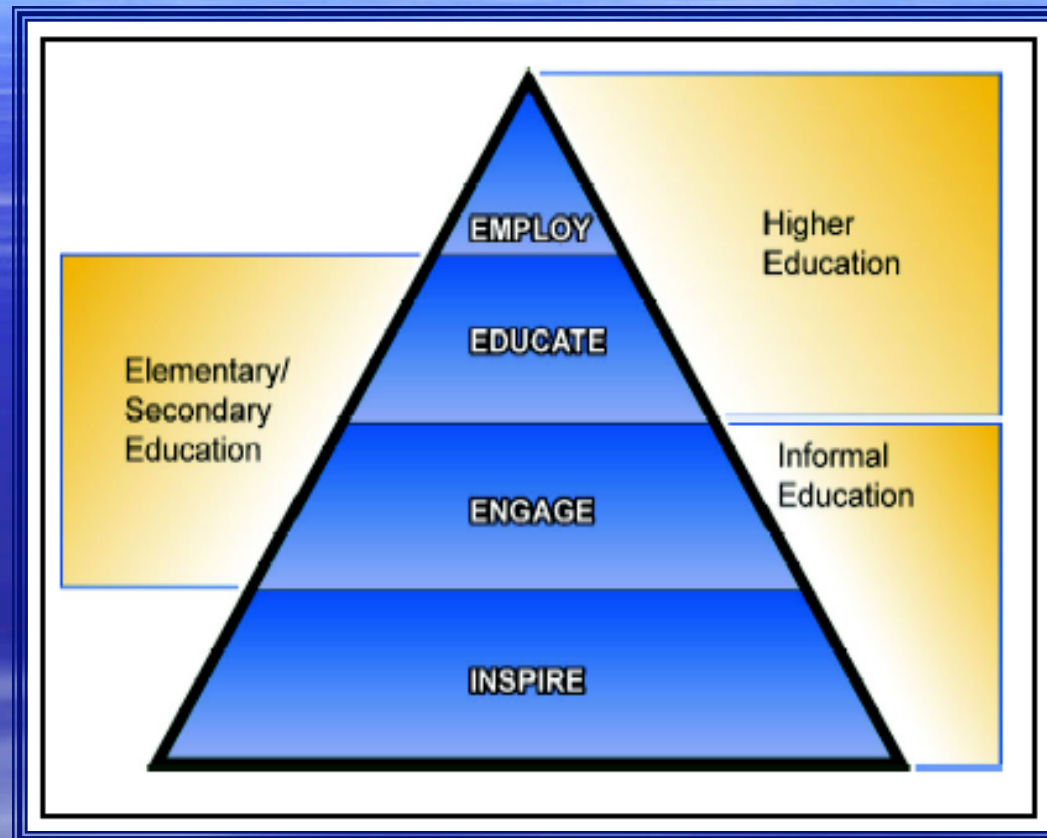 EMPLOY
Higher
Education
EDUCATE
Elementary/
Secondary
Education
Informal
Education
ENGAGE
INSPIRE